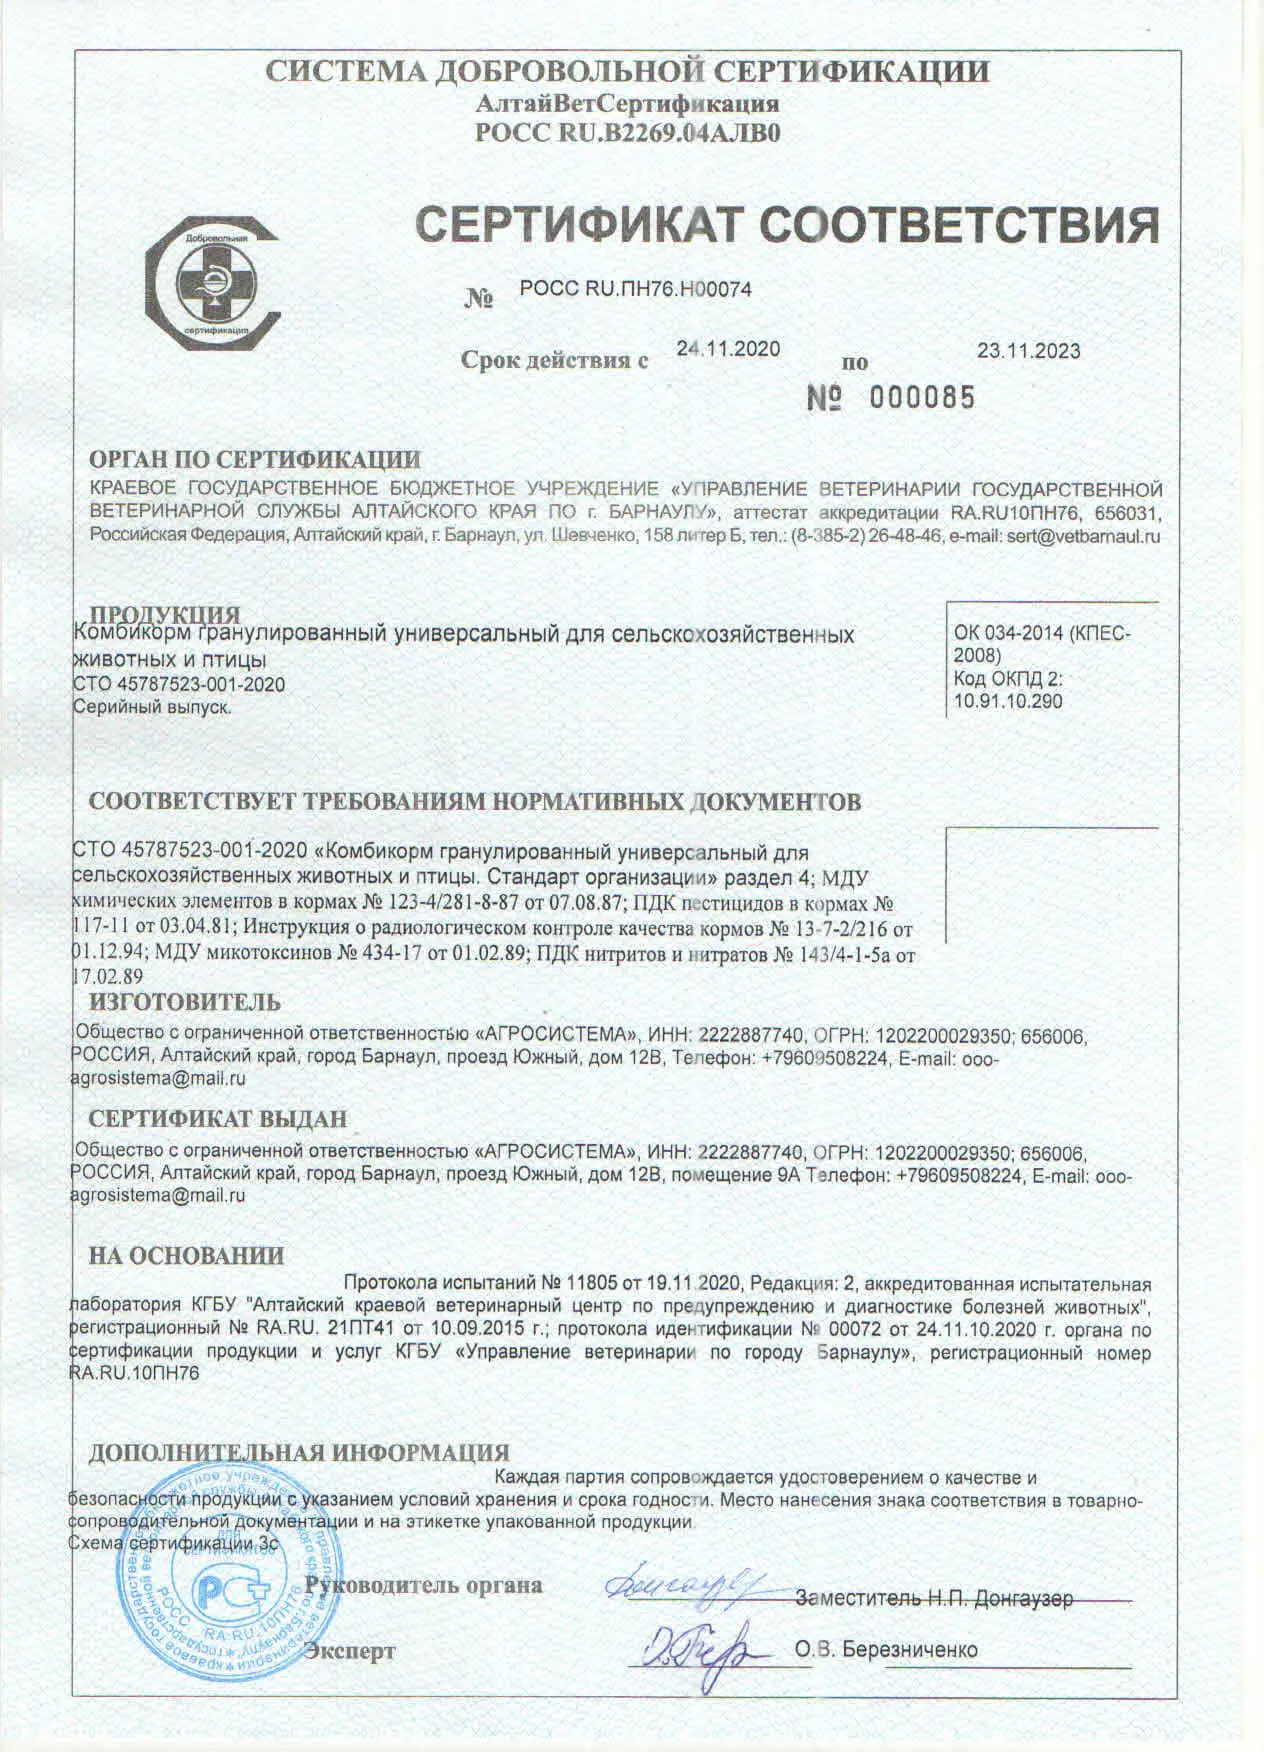 СИСТЕМА ДОБРОВОЛЬНОЙ СЕРТИФИКАЦИИ
АлтайВетСертификация
РОСС RU.В2269.04АЛВ0
Добровольная
сертификация
СЕРТИФИКАТ СООТВЕТСТВИЯ
№ РОСС RU.ПН76.Н00074
Срок действия с 24.11.2020 по 23.11.2023
№ 000085
ОРГАН ПО СЕРТИФИКАЦИИ
КРАЕВОЕ ГОСУДАРСТВЕННОЕ БЮДЖЕТНОЕ УЧРЕЖДЕНИЕ «УПРАВЛЕНИЕ ВЕТЕРИНАРИИ ГОСУДАРСТВЕННОЙ
ВЕТЕРИНАРНОЙ СЛУЖБЫ АЛТАЙСКОГО КРАЯ ПО г. БАРНАУЛУ», аттестат аккредитации RA.RU10ПН76, 656031,
Российская Федерация, Алтайский край, г. Барнаул, ул. Шевченко, 158 литер Б, тел.: (8-385-2) 26-48-46, e-mail: sert@vetbarnaul.ru
ПРОДУКЦИЯ
Комбикорм гранулированный универсальный для сельскохозяйственных
животных и птицы
СТО 45787523-001-2020
Серийный выпуск.
ОК 034-2014 (КПЕС-
2008)
Код ОКПД 2:
10.91.10.290
СООТВЕТСТВУЕТ ТРЕБОВАНИЯМ НОРМАТИВНЫХ ДОКУМЕНТОВ
СТО 45787523-001-2020 «Комбикорм гранулированный универсальный для
сельскохозяйственных животных и птицы. Стандарт организации» раздел 4; МДУ
химических элементов в кормах № 123-4/281-8-87 от 07.08.87; ПДК пестицидов в кормах №
117-11 от 03.04.81; Инструкция о радиологическом контроле качества кормов № 13-7-2/216 от
01.12.94; МДУ микотоксинов № 434-17 от 01.02.89; ПДК нитритов и нитратов № 143/4-1-5а от
17.02.89
ИЗГОТОВИТЕЛЬ
Общество с ограниченной ответственностью «АГРОСИСТЕМА», ИНН: 2222887740, ОГРН: 1202200029350; 656006,
РОССИЯ, Алтайский край, город Барнаул, проезд Южный, дом 12В, Телефон: +79609508224, E-mail: ooo-
agrosistema@mail.ru
СЕРТИФИКАТ ВЫДАН
Общество с ограниченной ответственностью «АГРОСИСТЕМА», ИНН: 2222887740, ОГРН: 1202200029350; 656006,
РОССИЯ, Алтайский край, город Барнаул, проезд Южный, дом 12В, помещение 9А Телефон: +79609508224, E-mail: ooo-
agrosistema@mail.ru
НА ОСНОВАНИИ
Протокола испытаний № 11805 от 19.11.2020, Редакция: 2, аккредитованная испытательная
лаборатория КГБУ "Алтайский краевой ветеринарный центр по предупреждению и диагностике болезней животных",
регистрационный № RA.RU. 21ПТ41 от 10.09.2015 г.; протокола идентификации № 00072 от 24.11.10.2020 г. органа по
сертификации продукции и услуг КГБУ «Управление ветеринарии по городу Барнаулу», регистрационный номер
RA.RU.10ПН76
ДОПОЛНИТЕЛЬНАЯ ИНФОРМАЦИЯ
Каждая партия сопровождается удостоверением о качестве и
безопасности продукции с указанием условий хранения и срока годности. Место нанесения знака соответствия в товарно-
сопроводительной документации и на этикетке упакованной продукции
Схема сертификации 3с
ДЛЯ
СЕРТИФИКАТОВ
РОСС RA.RU.10ПН76
Руководитель органа Заместитель Н.П. Донгаузер
Эксперт О.В. Березниченко